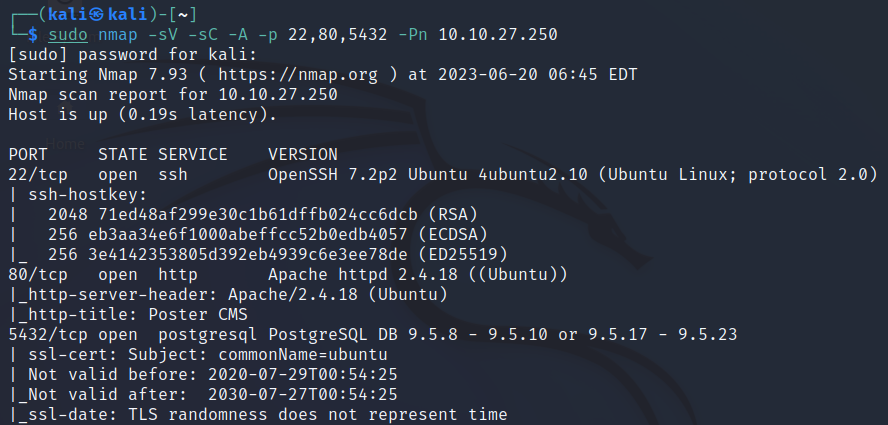 ┌──(kali㉿kali)-[~]
└─$ sudo nmap -sV -sC -A -p 22,80,5432 -Pn 10.10.27.250
[sudo] password for kali:
Starting Nmap 7.93 ( https://nmap.org ) at 2023-06-20 06:45 EDT
Nmap scan report for 10.10.27.250
Host is up (0.19s latency).
Home
PORT     STATE SERVICE    VERSION
22/tcp   open  ssh        OpenSSH 7.2p2 Ubuntu 4ubuntu2.10 (Ubuntu Linux; protocol 2.0)
| ssh-hostkey:
|   2048 71ed48af299e30c1b61dffb024cc6dcb (RSA)
|   256 eb3aa34e6f1000abeffcc52b0edb4057 (ECDSA)
|_  256 3e4142353805d392eb4939c6e3ee78de (ED25519)
80/tcp   open  http       Apache httpd 2.4.18 ((Ubuntu))
|_http-server-header: Apache/2.4.18 (Ubuntu)
|_http-title: Poster CMS
5432/tcp open  postgresql PostgreSQL DB 9.5.8 - 9.5.10 or 9.5.17 - 9.5.23
| ssl-cert: Subject: commonName=ubuntu
| Not valid before: 2020-07-29T00:54:25
|_Not valid after:  2030-07-27T00:54:25
|_ssl-date: TLS randomness does not represent time